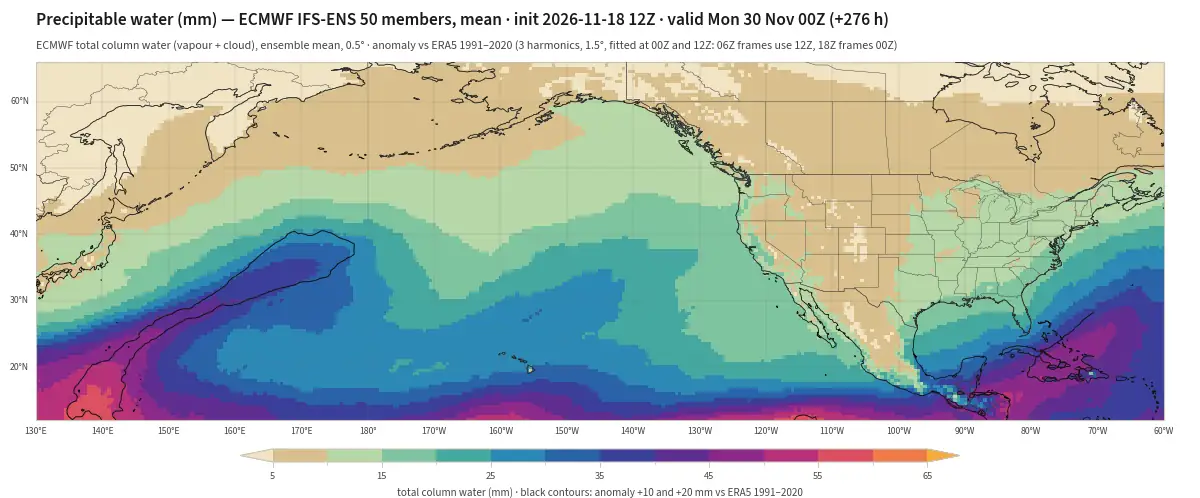 Precipitable water (mm) — ECMWF IFS-ENS 50 members, mean · init 2026-11-18 12Z · valid Mon 30 Nov 00Z (+276 h)
ECMWF total column water (vapour + cloud), ensemble mean, 0.5° · anomaly vs ERA5 1991–2020 (3 harmonics, 1.5°, fitted at 00Z and 12Z: 06Z frames use 12Z, 18Z frames 00Z)
60°N
50°N
40°N
30°N
20°N
130°E 140°E 150°E 160°E 170°E 180° 170°W 160°W 150°W 140°W 130°W 120°W 110°W 100°W 90°W 80°W 70°W 60°W
5 15 25 35 45 55 65
total column water (mm) · black contours: anomaly +10 and +20 mm vs ERA5 1991–2020